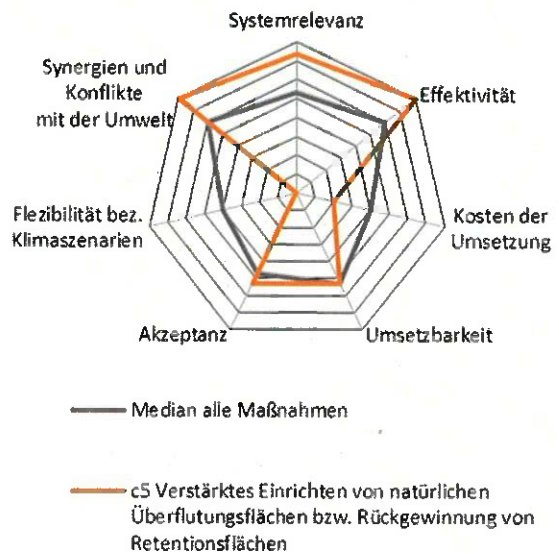 Systemrelevanz
Synergien und
Konflikte
mit der Umwelt
Effektivität
Flezibilität bez.
Klimaszenarien
Kosten der
Umsetzung
Akzeptanz
Umsetzbarkeit
Median alle Maßnahmen
c5 Verstärktes Einrichten von natürlichen
Überflutungsflächen bzw. Rückgewinnung von
Retentionsflächen